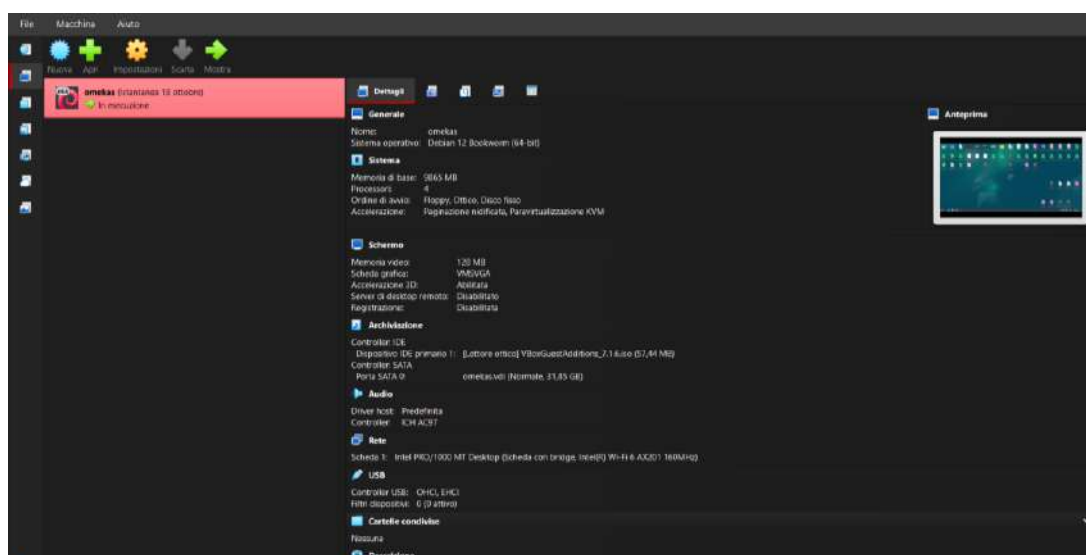 File Macchina Aiuto
Nuova Apri Impostazioni Scarta Mostra
omekas (Istantanea 13 ottobre)
In esecuzione
Dettagli
Generale
Nome: omekas
Sistema operativo: Debian 12 Bookworm (64-bit)
Sistema
Memoria di base: 9865 MB
Processori: 4
Ordine di avvio: Floppy, Ottico, Disco fisso
Accelerazione: Paginazione nidificata, Paravirtualizzazione KVM
Schermo
Memoria video: 128 MB
Scheda grafica: VMSVGA
Accelerazione 3D: Abilitata
Server di desktop remoto: Disabilitato
Registrazione: Disabilitata
Archiviazione
Controller: IDE
Dispositivo IDE primario 1: [Lettore ottico] VBoxGuestAdditions_7.1.6.iso (57,44 MB)
Controller: SATA
Porta SATA 0: omekas.vdi (Normale, 31,85 GB)
Audio
Driver host: Predefinita
Controller: ICH AC97
Rete
Scheda 1: Intel PRO/1000 MT Desktop (Scheda con bridge, Intel(R) Wi-Fi 6 AX201 160MHz)
USB
Controller USB: OHCI, EHCI
Filtri dispositivi: 0 (0 attivo)
Cartelle condivise
Nessuna
Descrizione
Anteprima